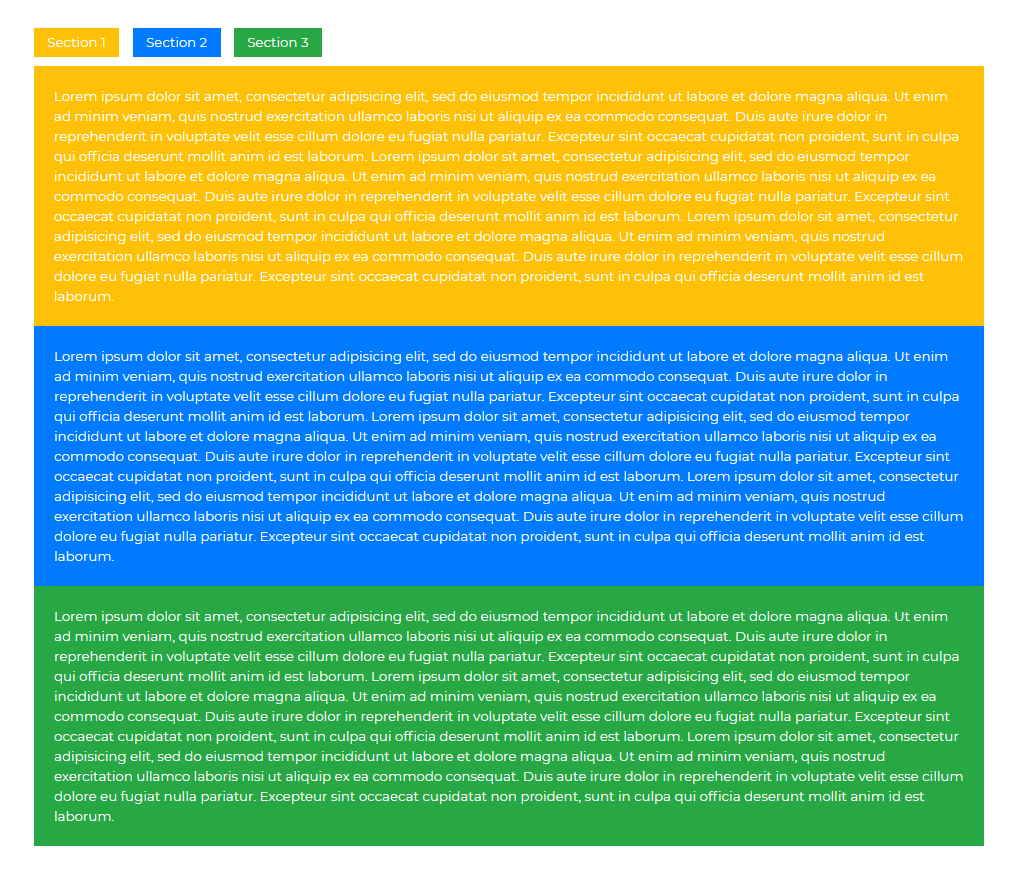 Section 1 Section 2 Section 3
Lorem ipsum dolor sit amet, consectetur adipisicing elit, sed do eiusmod tempor incididunt ut labore et dolore magna aliqua. Ut enim
ad minim veniam, quis nostrud exercitation ullamco laboris nisi ut aliquip ex ea commodo consequat. Duis aute irure dolor in
reprehenderit in voluptate velit esse cillum dolore eu fugiat nulla pariatur. Excepteur sint occaecat cupidatat non proident, sunt in culpa
qui officia deserunt mollit anim id est laborum. Lorem ipsum dolor sit amet, consectetur adipisicing elit, sed do eiusmod tempor
incididunt ut labore et dolore magna aliqua. Ut enim ad minim veniam, quis nostrud exercitation ullamco laboris nisi ut aliquip ex ea
commodo consequat. Duis aute irure dolor in reprehenderit in voluptate velit esse cillum dolore eu fugiat nulla pariatur. Excepteur sint
occaecat cupidatat non proident, sunt in culpa qui officia deserunt mollit anim id est laborum. Lorem ipsum dolor sit amet, consectetur
adipisicing elit, sed do eiusmod tempor incididunt ut labore et dolore magna aliqua. Ut enim ad minim veniam, quis nostrud
exercitation ullamco laboris nisi ut aliquip ex ea commodo consequat. Duis aute irure dolor in reprehenderit in voluptate velit esse cillum
dolore eu fugiat nulla pariatur. Excepteur sint occaecat cupidatat non proident, sunt in culpa qui officia deserunt mollit anim id est
laborum.
Lorem ipsum dolor sit amet, consectetur adipisicing elit, sed do eiusmod tempor incididunt ut labore et dolore magna aliqua. Ut enim
ad minim veniam, quis nostrud exercitation ullamco laboris nisi ut aliquip ex ea commodo consequat. Duis aute irure dolor in
reprehenderit in voluptate velit esse cillum dolore eu fugiat nulla pariatur. Excepteur sint occaecat cupidatat non proident, sunt in culpa
qui officia deserunt mollit anim id est laborum. Lorem ipsum dolor sit amet, consectetur adipisicing elit, sed do eiusmod tempor
incididunt ut labore et dolore magna aliqua. Ut enim ad minim veniam, quis nostrud exercitation ullamco laboris nisi ut aliquip ex ea
commodo consequat. Duis aute irure dolor in reprehenderit in voluptate velit esse cillum dolore eu fugiat nulla pariatur. Excepteur sint
occaecat cupidatat non proident, sunt in culpa qui officia deserunt mollit anim id est laborum. Lorem ipsum dolor sit amet, consectetur
adipisicing elit, sed do eiusmod tempor incididunt ut labore et dolore magna aliqua. Ut enim ad minim veniam, quis nostrud
exercitation ullamco laboris nisi ut aliquip ex ea commodo consequat. Duis aute irure dolor in reprehenderit in voluptate velit esse cillum
dolore eu fugiat nulla pariatur. Excepteur sint occaecat cupidatat non proident, sunt in culpa qui officia deserunt mollit anim id est
laborum.
Lorem ipsum dolor sit amet, consectetur adipisicing elit, sed do eiusmod tempor incididunt ut labore et dolore magna aliqua. Ut enim
ad minim veniam, quis nostrud exercitation ullamco laboris nisi ut aliquip ex ea commodo consequat. Duis aute irure dolor in
reprehenderit in voluptate velit esse cillum dolore eu fugiat nulla pariatur. Excepteur sint occaecat cupidatat non proident, sunt in culpa
qui officia deserunt mollit anim id est laborum. Lorem ipsum dolor sit amet, consectetur adipisicing elit, sed do eiusmod tempor
incididunt ut labore et dolore magna aliqua. Ut enim ad minim veniam, quis nostrud exercitation ullamco laboris nisi ut aliquip ex ea
commodo consequat. Duis aute irure dolor in reprehenderit in voluptate velit esse cillum dolore eu fugiat nulla pariatur. Excepteur sint
occaecat cupidatat non proident, sunt in culpa qui officia deserunt mollit anim id est laborum. Lorem ipsum dolor sit amet, consectetur
adipisicing elit, sed do eiusmod tempor incididunt ut labore et dolore magna aliqua. Ut enim ad minim veniam, quis nostrud
exercitation ullamco laboris nisi ut aliquip ex ea commodo consequat. Duis aute irure dolor in reprehenderit in voluptate velit esse cillum
dolore eu fugiat nulla pariatur. Excepteur sint occaecat cupidatat non proident, sunt in culpa qui officia deserunt mollit anim id est
laborum.